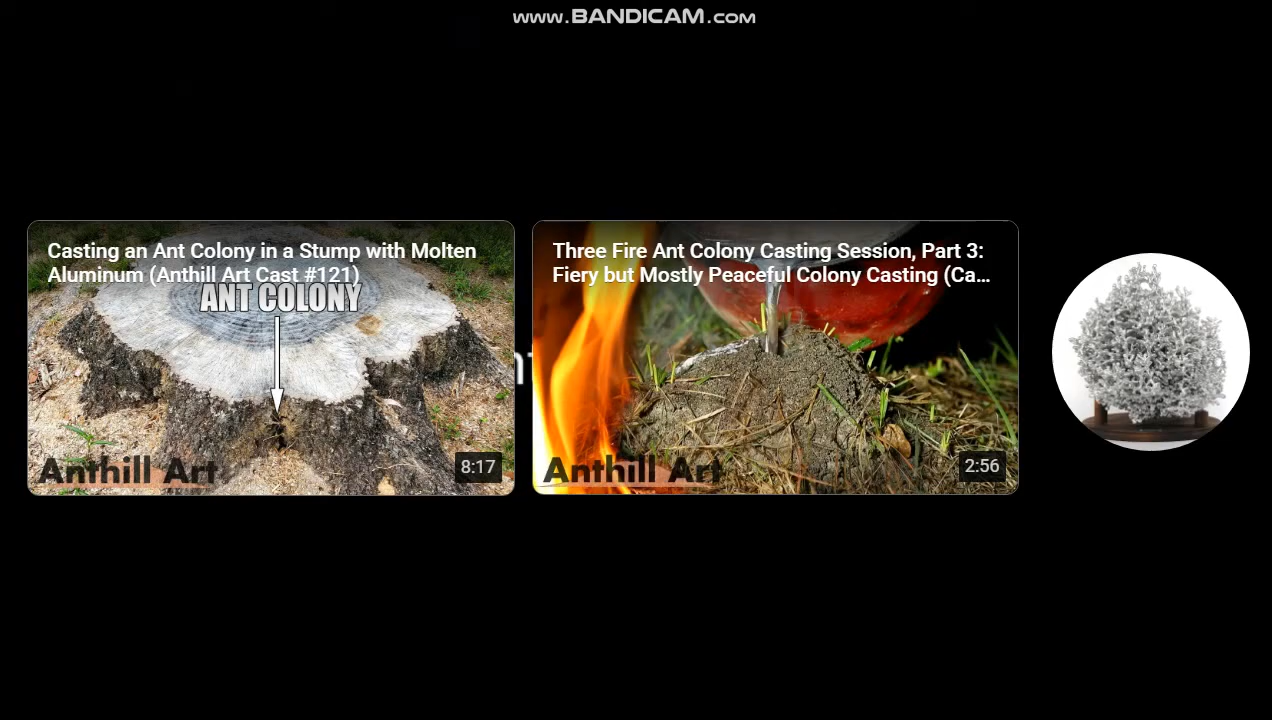 www.BANDICAM.com
Casting an Ant Colony in a Stump with Molten
Aluminum (Anthill Art Cast #121)
ANT COLONY
Anthill Art
8:17
Three Fire Ant Colony Casting Session, Part 3:
Fiery but Mostly Peaceful Colony Casting (Ca...
Anthill Art
2:56